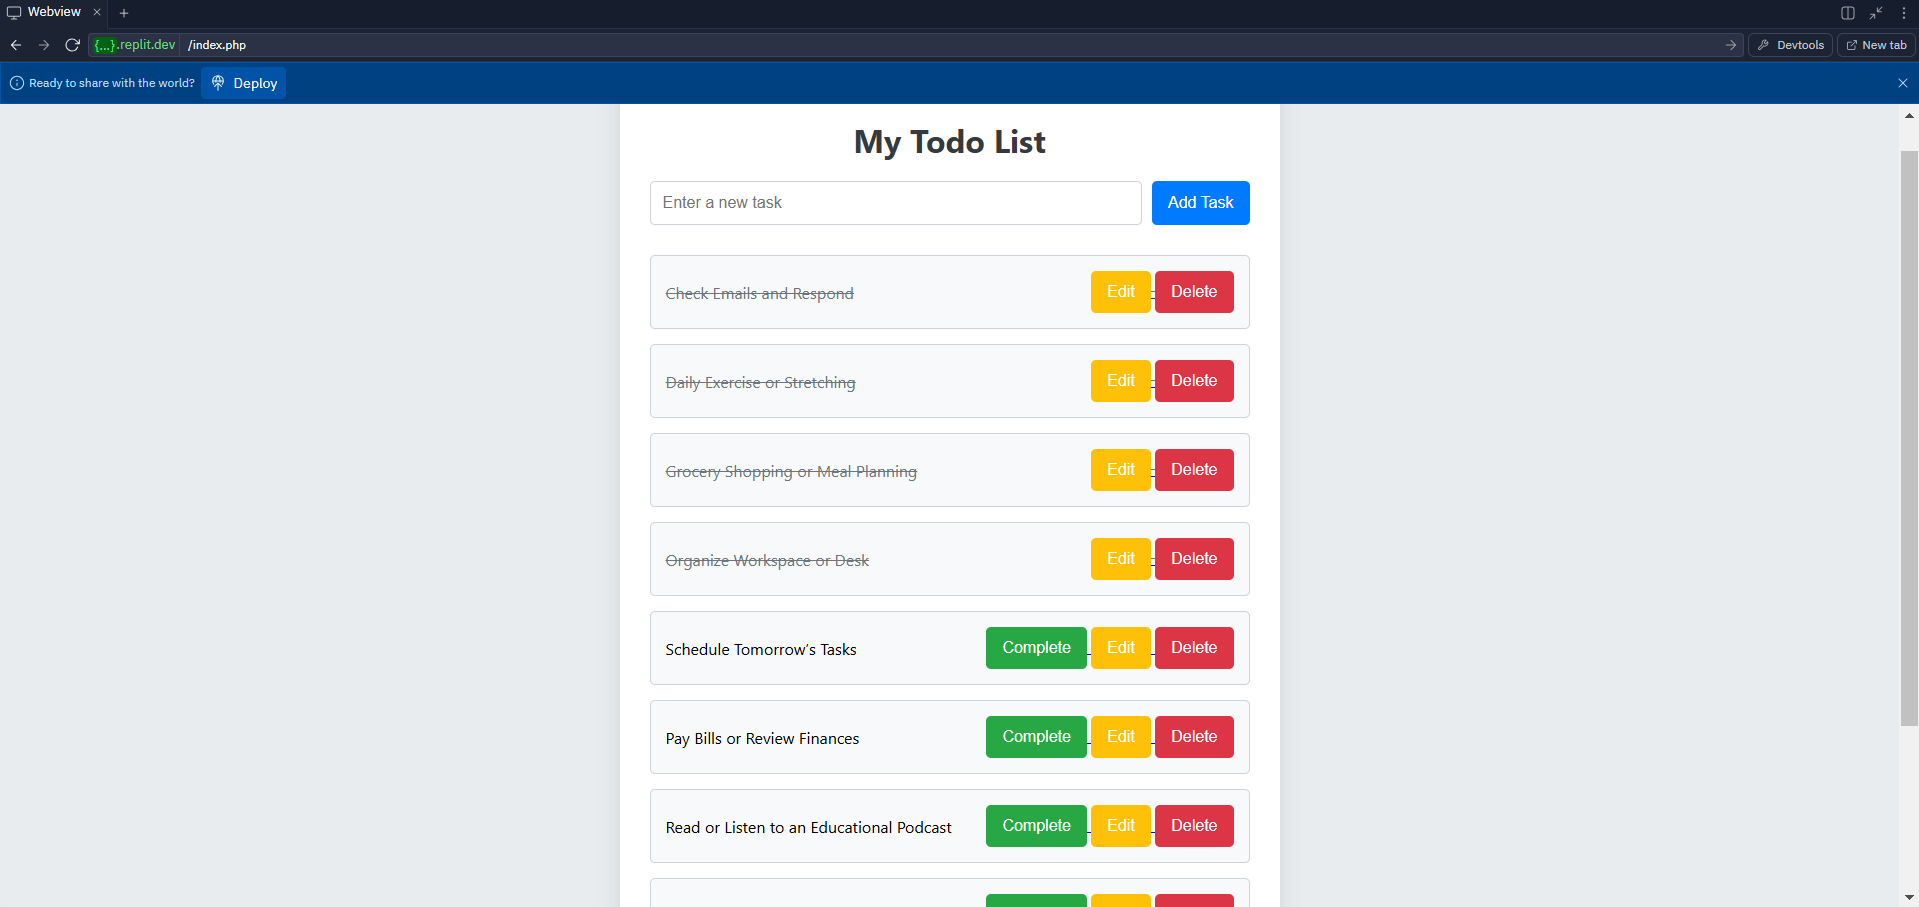 Webview
{...}.replit.dev /index.php Devtools New tab
Ready to share with the world? Deploy
My Todo List
Enter a new task Add Task
Check Emails and Respond Edit Delete
Daily Exercise or Stretching Edit Delete
Grocery Shopping or Meal Planning Edit Delete
Organize Workspace or Desk Edit Delete
Schedule Tomorrow's Tasks Complete Edit Delete
Pay Bills or Review Finances Complete Edit Delete
Read or Listen to an Educational Podcast Complete Edit Delete